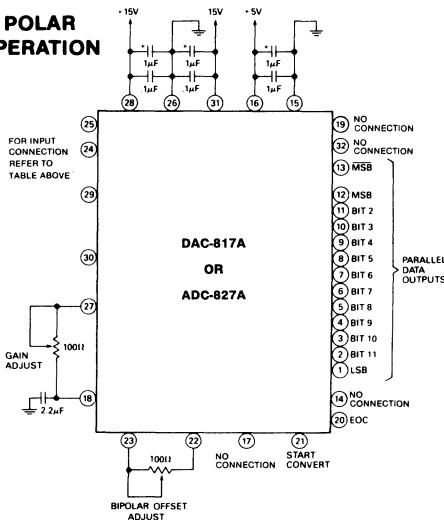 POLAR
PERATION
+ 15V
15V
+ 5V
+
1µF
+
1µF
+
1µF
.1µF
.1µF
.1µF
28
26
31
16
15
25
24
29
30
27
18
FOR INPUT
CONNECTION
REFER TO
TABLE ABOVE
DAC-817A
OR
ADC-827A
19 NO
CONNECTION
32 NO
CONNECTION
13 MSB
12 MSB
11 BIT 2
10 BIT 3
9 BIT 4
8 BIT 5
7 BIT 6
6 BIT 7
5 BIT 8
4 BIT 9
3 BIT 10
2 BIT 11
1 LSB
PARALLEL
DATA
OUTPUTS
14 NO
CONNECTION
20 EOC
GAIN
ADJUST
100Ω
2.2µF
23
22
17
21
100Ω
NO
CONNECTION
START
CONVERT
BIPOLAR OFFSET
ADJUST